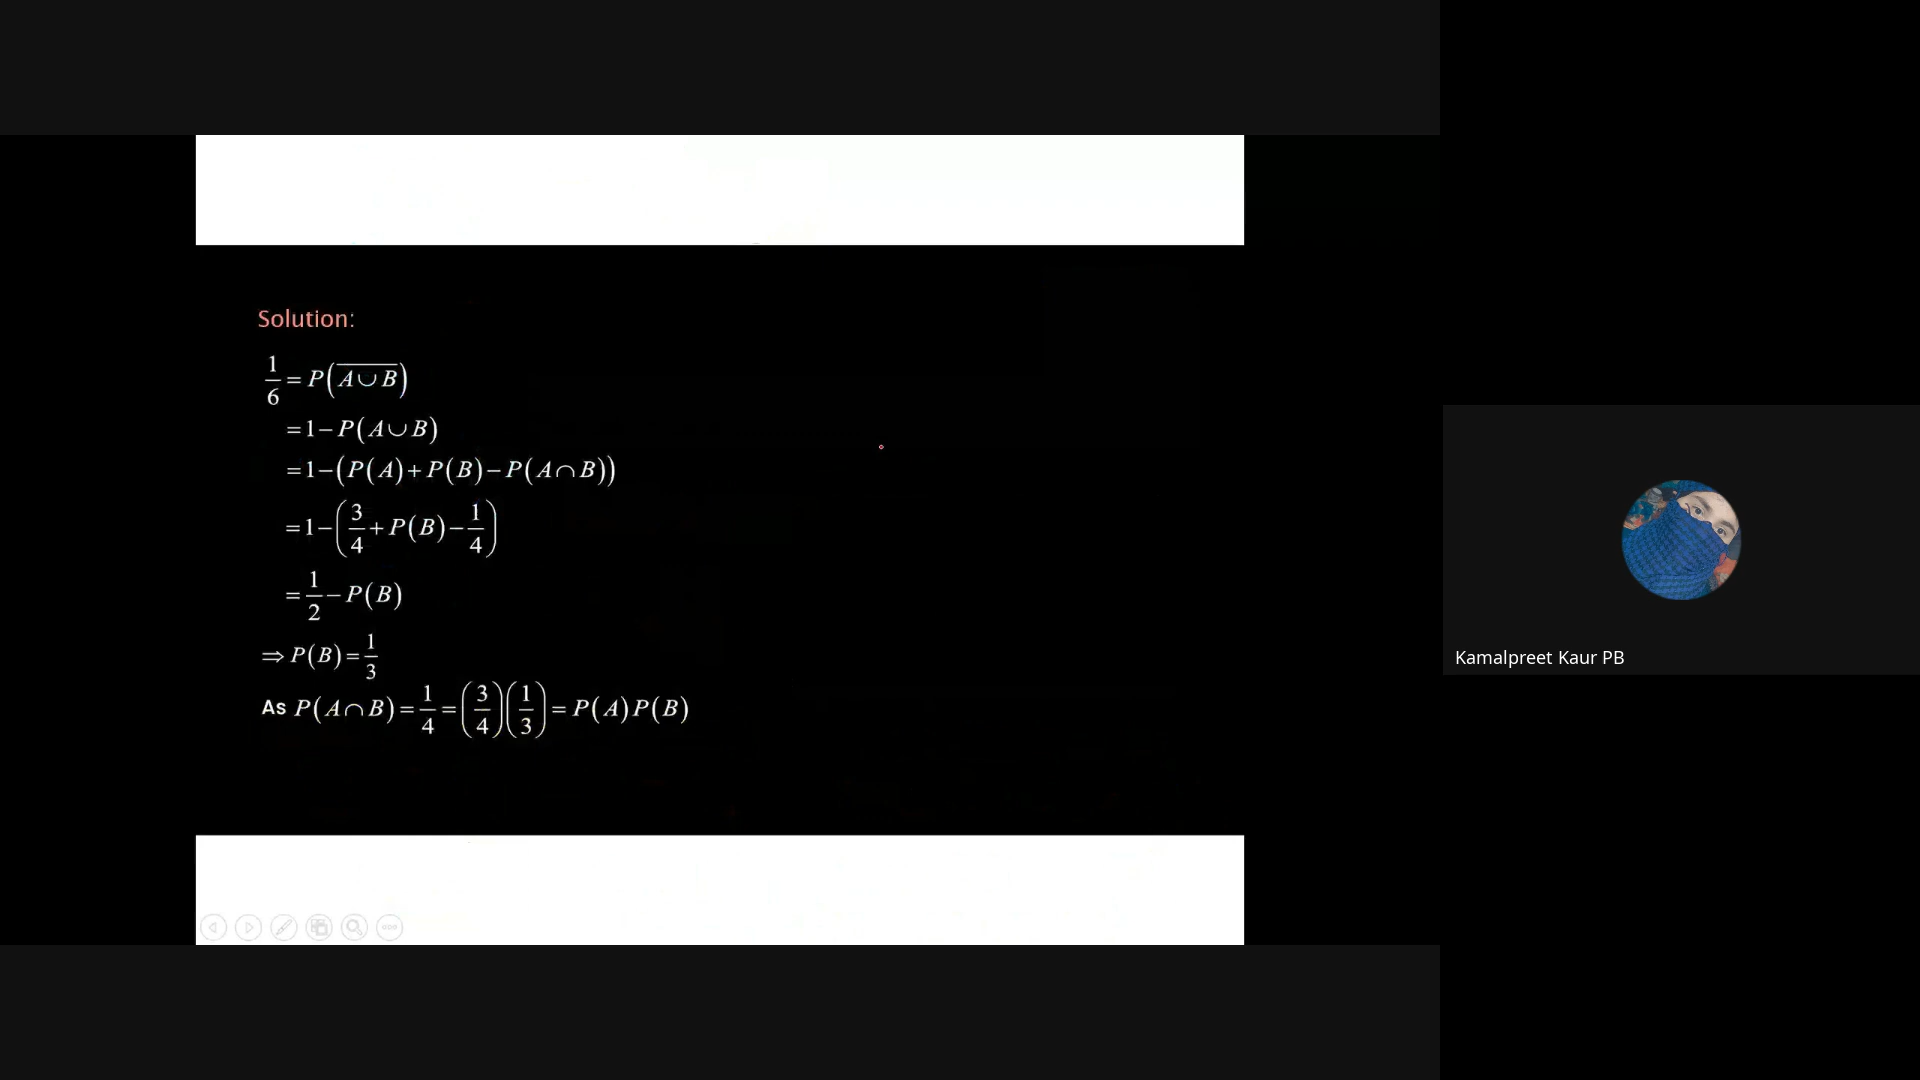 Solution:
1/6 = P(\overline{A∪B})
=1−P(A∪B)
=1−(P(A)+P(B)−P(A∩B))
=1−(3/4+P(B)−1/4)
=1/2−P(B)
⇒P(B)=1/3
As P(A∩B)=1/4=(3/4)(1/3)=P(A)P(B)
Kamalpreet Kaur PB